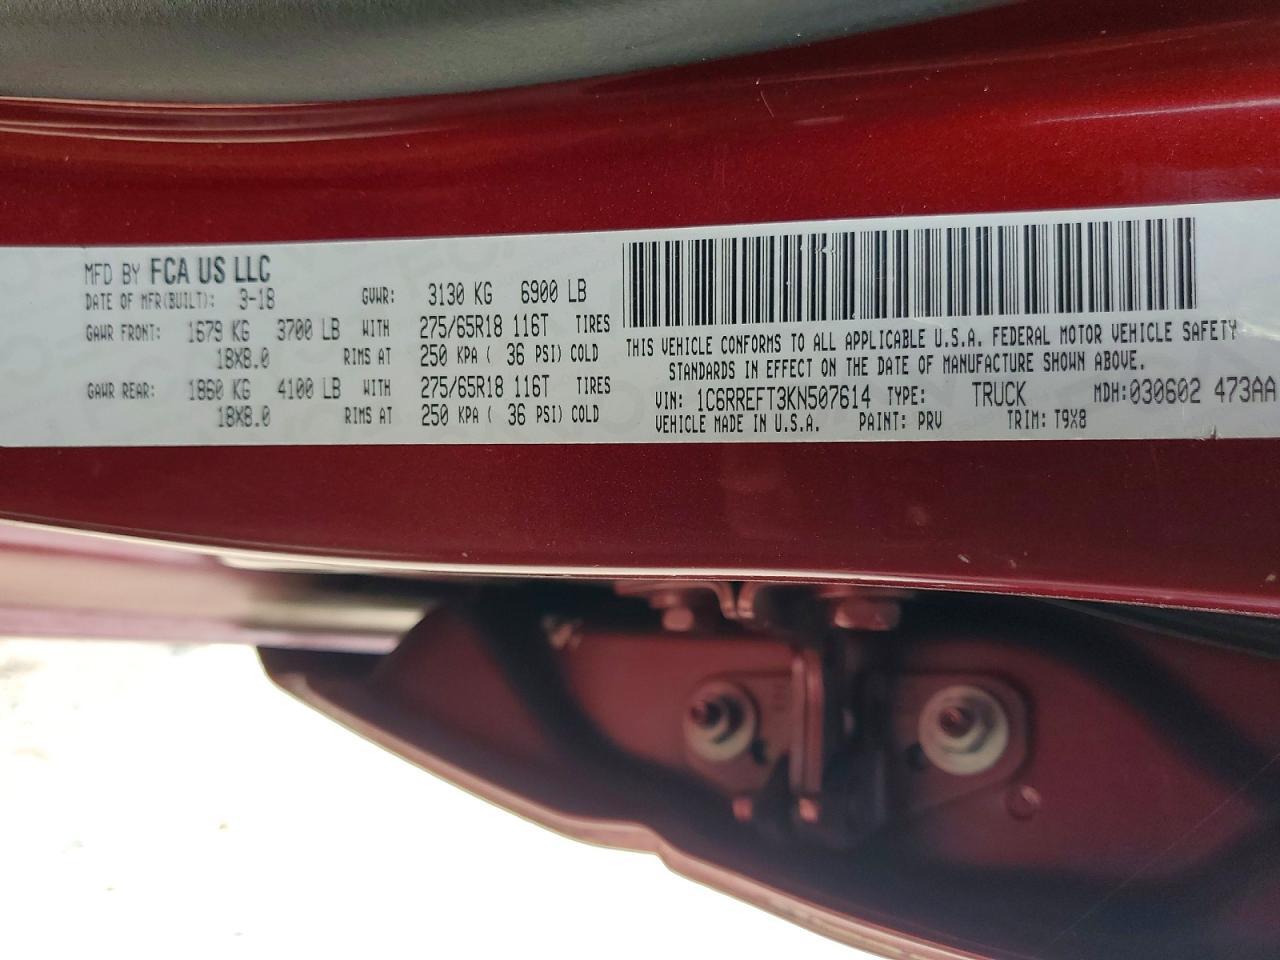 MFD BY FCA US LLC
DATE OF MFR(BUILT): 3-18 GVWR: 3130 KG 6900 LB
GAWR FRONT: 1679 KG 3700 LB WITH 275/65R18 116T TIRES
18X8.0 RIMS AT 250 KPA ( 36 PSI) COLD
GAWR REAR: 1860 KG 4100 LB WITH 275/65R18 116T TIRES
18X8.0 RIMS AT 250 KPA ( 36 PSI) COLD
THIS VEHICLE CONFORMS TO ALL APPLICABLE U.S.A. FEDERAL MOTOR VEHICLE SAFETY
STANDARDS IN EFFECT ON THE DATE OF MANUFACTURE SHOWN ABOVE.
VIN: 1C6RREFT3KN507614 TYPE: TRUCK MDH:030602 473AA
VEHICLE MADE IN U.S.A. PAINT: PRV TRIM: T9X8